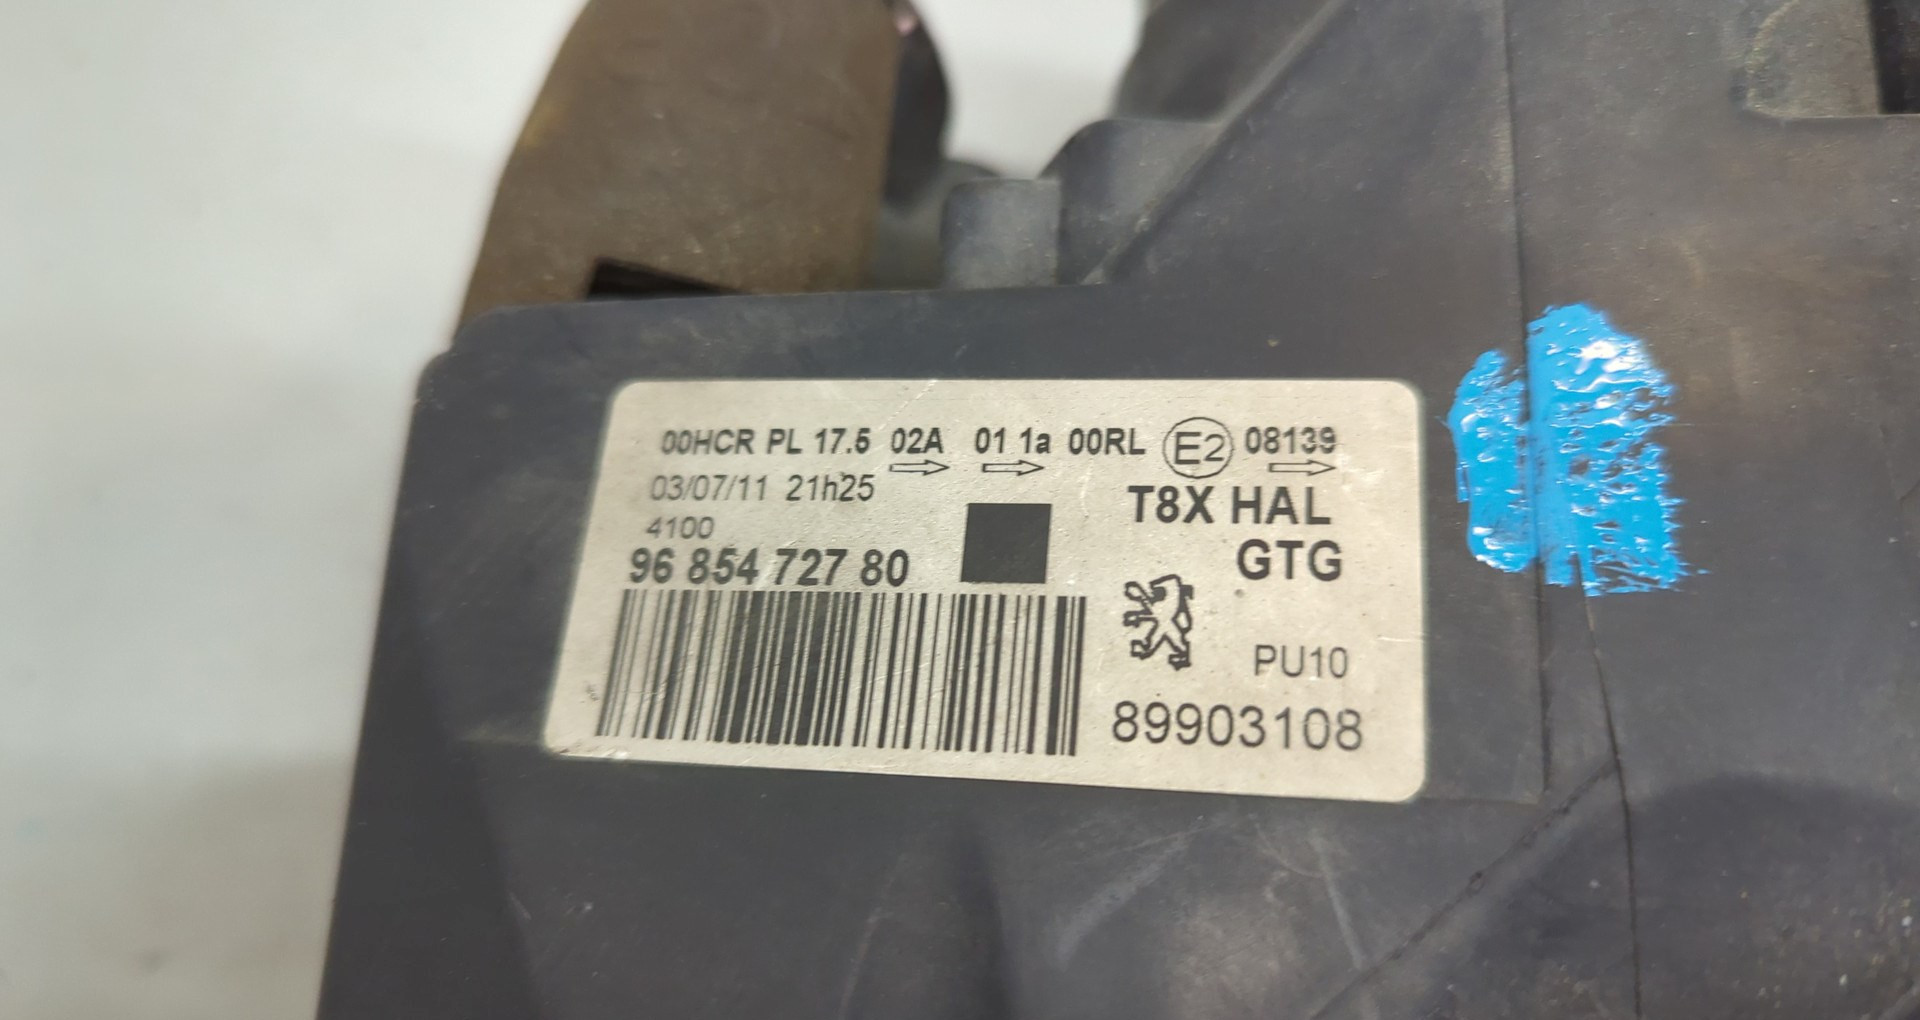 00HCR PL 17.5 02A 01 1a 00RL E2 08139
03/07/11 21h25
T8X HAL
4100
GTG
96 854 727 80
PU10
89903108